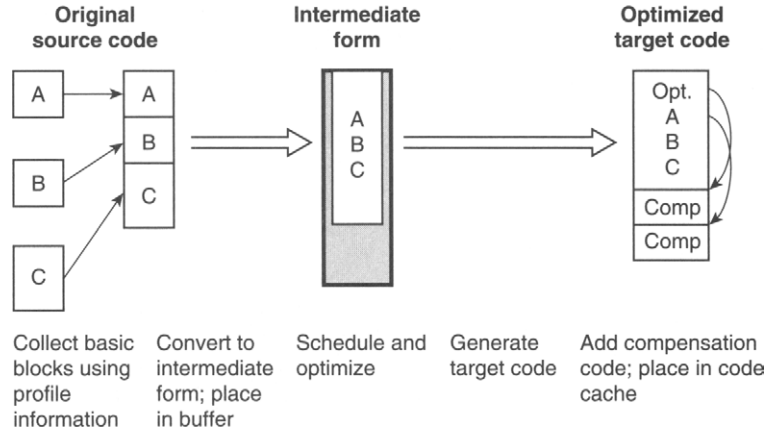 Original
source code
Intermediate
form
Optimized
target code
A
B
C
A
B
C
A
B
C
Opt.
A
B
C
Comp
Comp
Collect basic
blocks using
profile
information
Convert to
intermediate
form; place
in buffer
Schedule and
optimize
Generate
target code
Add compensation
code; place in code
cache